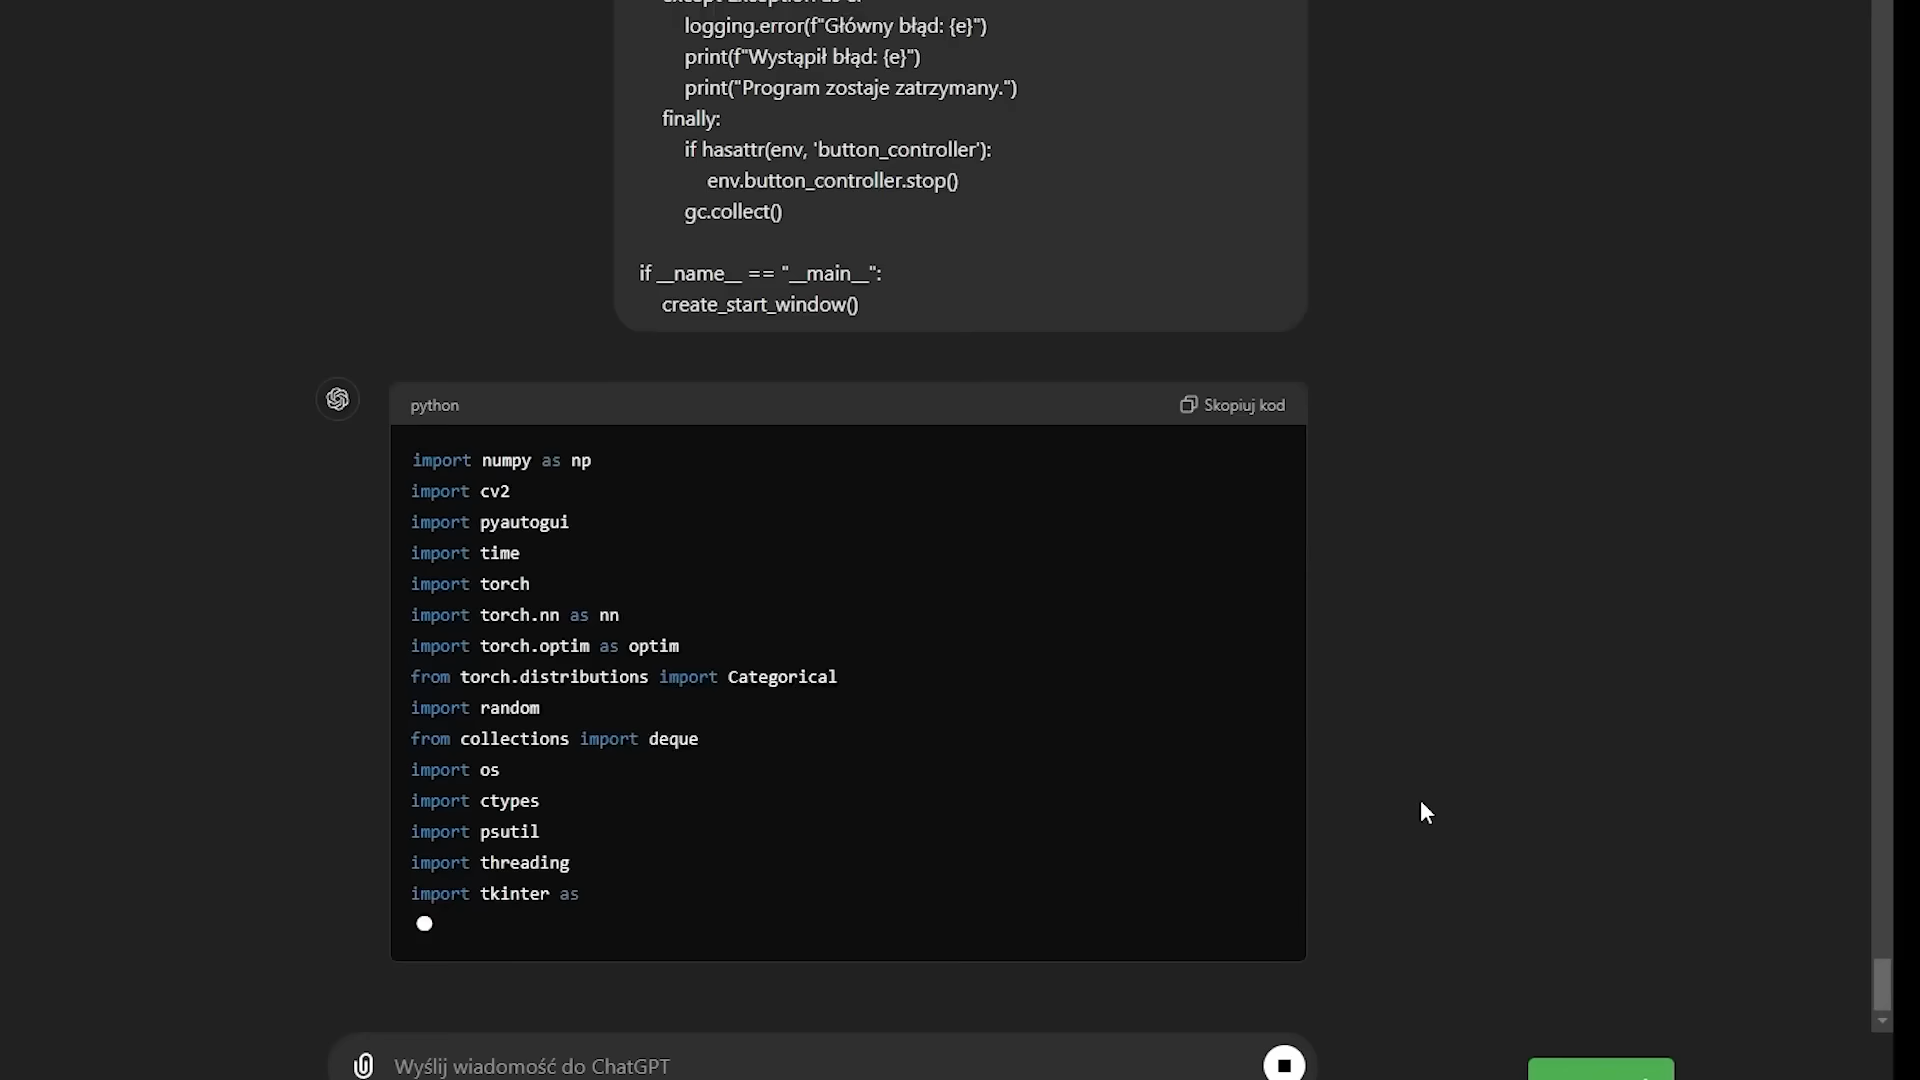 except Exception as e:
logging.error(f"Główny błąd: {e}")
print(f"Wystąpił błąd: {e}")
print("Program zostaje zatrzymany.")
finally:
if hasattr(env, 'button_controller'):
env.button_controller.stop()
gc.collect()
if __name__ == "__main__":
create_start_window()
python
Skopiuj kod
import numpy as np
import cv2
import pyautogui
import time
import torch
import torch.nn as nn
import torch.optim as optim
from torch.distributions import Categorical
import random
from collections import deque
import os
import ctypes
import psutil
import threading
import tkinter as
Wyślij wiadomość do ChatGPT